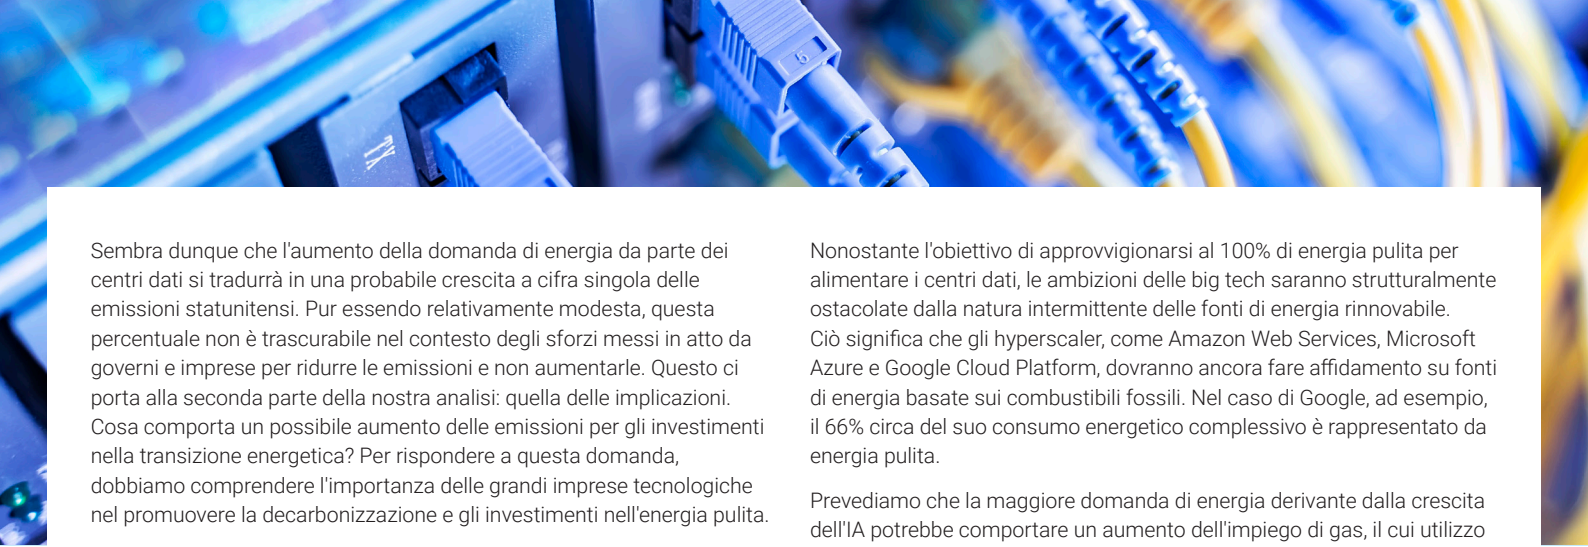 TX
5
Sembra dunque che l'aumento della domanda di energia da parte dei
centri dati si tradurrà in una probabile crescita a cifra singola delle
emissioni statunitensi. Pur essendo relativamente modesta, questa
percentuale non è trascurabile nel contesto degli sforzi messi in atto da
governi e imprese per ridurre le emissioni e non aumentarle. Questo ci
porta alla seconda parte della nostra analisi: quella delle implicazioni.
Cosa comporta un possibile aumento delle emissioni per gli investimenti
nella transizione energetica? Per rispondere a questa domanda,
dobbiamo comprendere l'importanza delle grandi imprese tecnologiche
nel promuovere la decarbonizzazione e gli investimenti nell'energia pulita.
Nonostante l'obiettivo di approvvigionarsi al 100% di energia pulita per
alimentare i centri dati, le ambizioni delle big tech saranno strutturalmente
ostacolate dalla natura intermittente delle fonti di energia rinnovabile.
Ciò significa che gli hyperscaler, come Amazon Web Services, Microsoft
Azure e Google Cloud Platform, dovranno ancora fare affidamento su fonti
di energia basate sui combustibili fossili. Nel caso di Google, ad esempio,
il 66% circa del suo consumo energetico complessivo è rappresentato da
energia pulita.
Prevediamo che la maggiore domanda di energia derivante dalla crescita
dell'IA potrebbe comportare un aumento dell'impiego di gas, il cui utilizzo